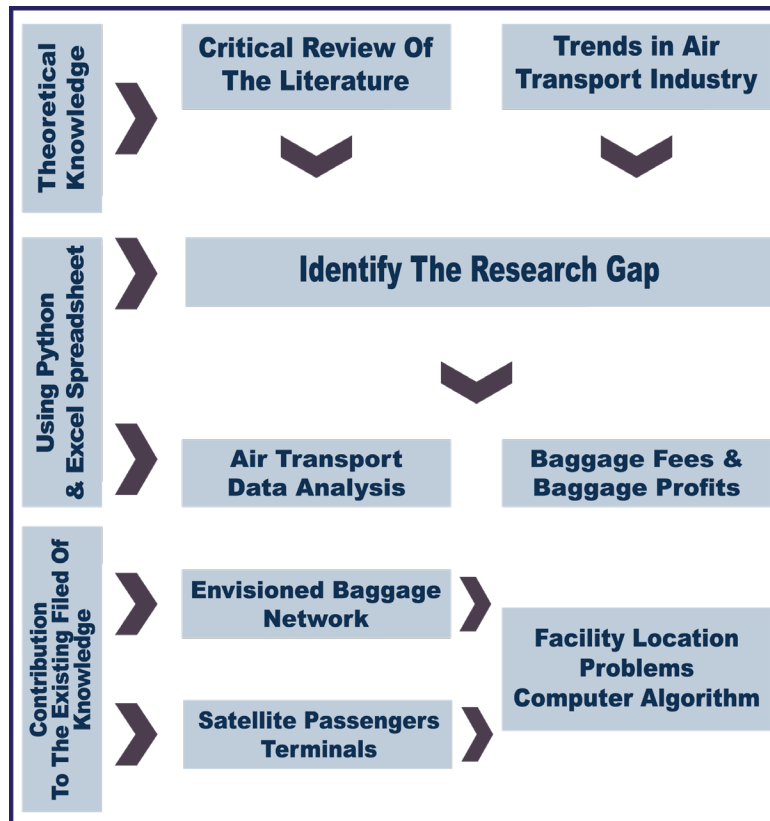 Theoretical
Knowledge
Critical Review Of
The Literature
Trends in Air
Transport Industry
Using Python
& Excel Spreadsheet
Identify The Research Gap
Air Transport
Data Analysis
Baggage Fees &
Baggage Profits
Contribution
To The Existing Filed Of
Knowledge
Envisioned Baggage
Network
Satellite Passengers
Terminals
Facility Location
Problems
Computer Algorithm